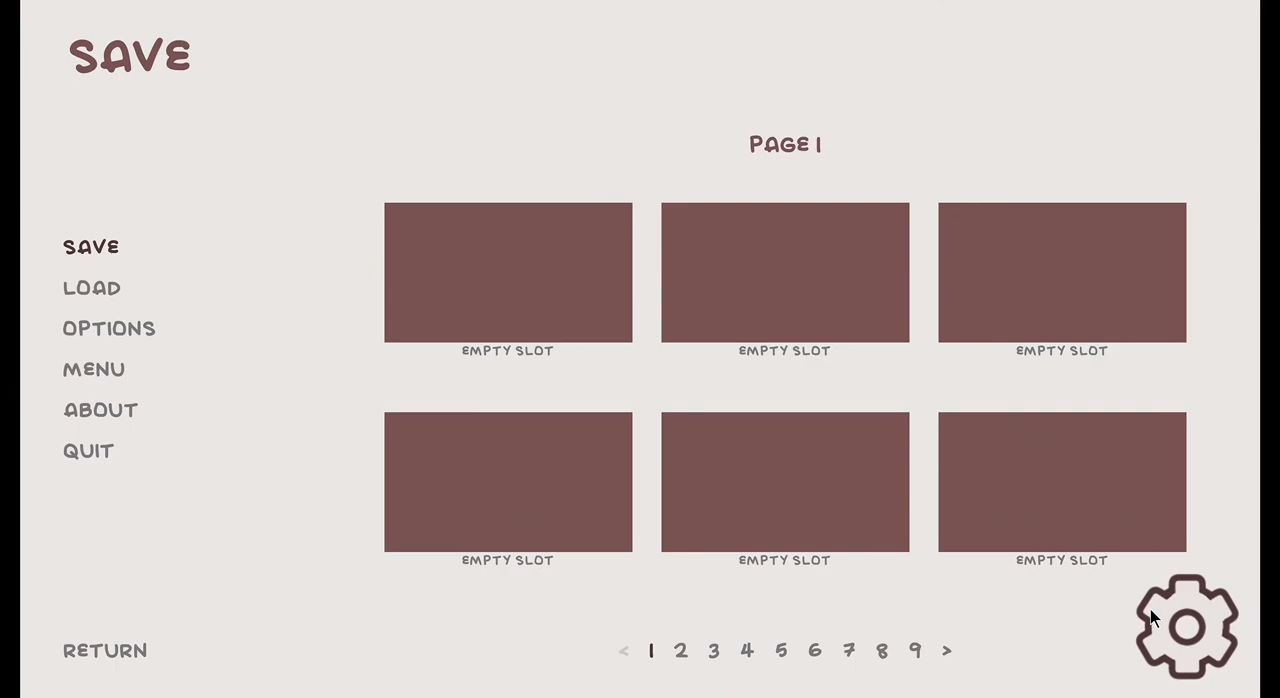 SAVE
PAGE 1
SAVE
LOAD
OPTIONS
MENU
ABOUT
QUIT
EMPTY SLOT EMPTY SLOT EMPTY SLOT
EMPTY SLOT EMPTY SLOT EMPTY SLOT
RETURN
< 1 2 3 4 5 6 7 8 9 >